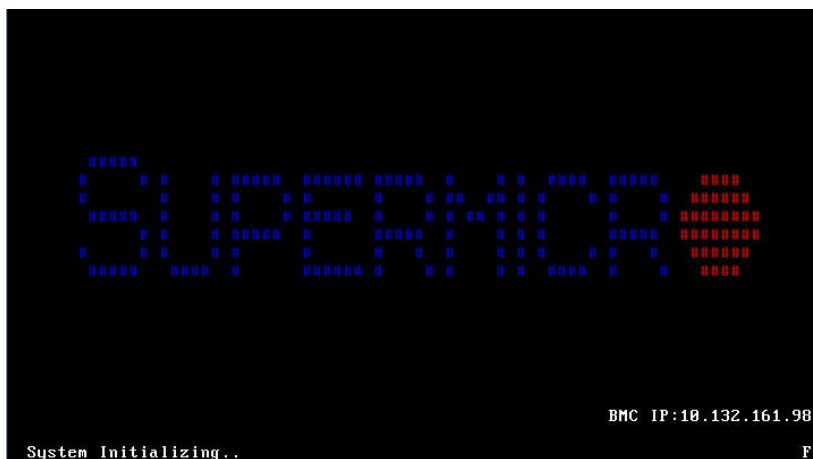 SUPERMICRO
BMC IP:10.132.161.98
System Initializing..
F